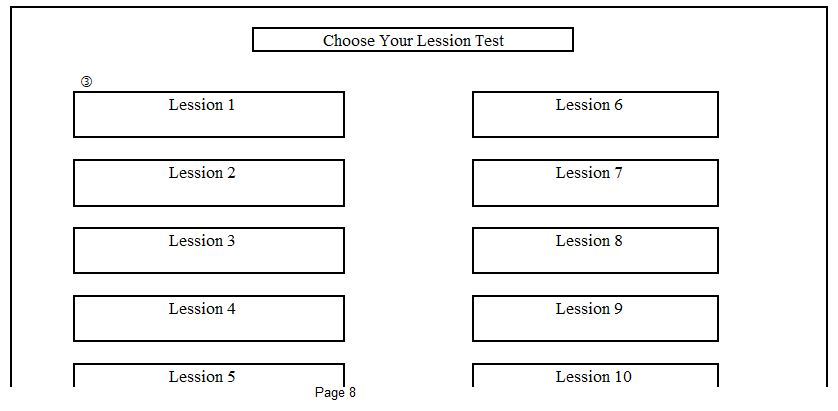 Choose Your Lession Test
③
Lession 1
Lession 6
Lession 2
Lession 7
Lession 3
Lession 8
Lession 4
Lession 9
Lession 5
Lession 10
Page 8